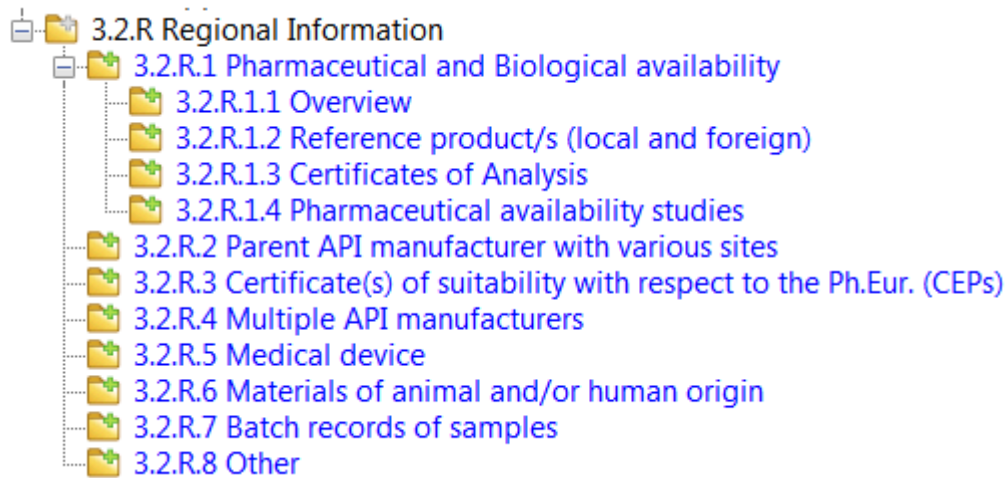 3.2.R Regional Information
3.2.R.1 Pharmaceutical and Biological availability
3.2.R.1.1 Overview
3.2.R.1.2 Reference product/s (local and foreign)
3.2.R.1.3 Certificates of Analysis
3.2.R.1.4 Pharmaceutical availability studies
3.2.R.2 Parent API manufacturer with various sites
3.2.R.3 Certificate(s) of suitability with respect to the Ph.Eur. (CEPs)
3.2.R.4 Multiple API manufacturers
3.2.R.5 Medical device
3.2.R.6 Materials of animal and/or human origin
3.2.R.7 Batch records of samples
3.2.R.8 Other